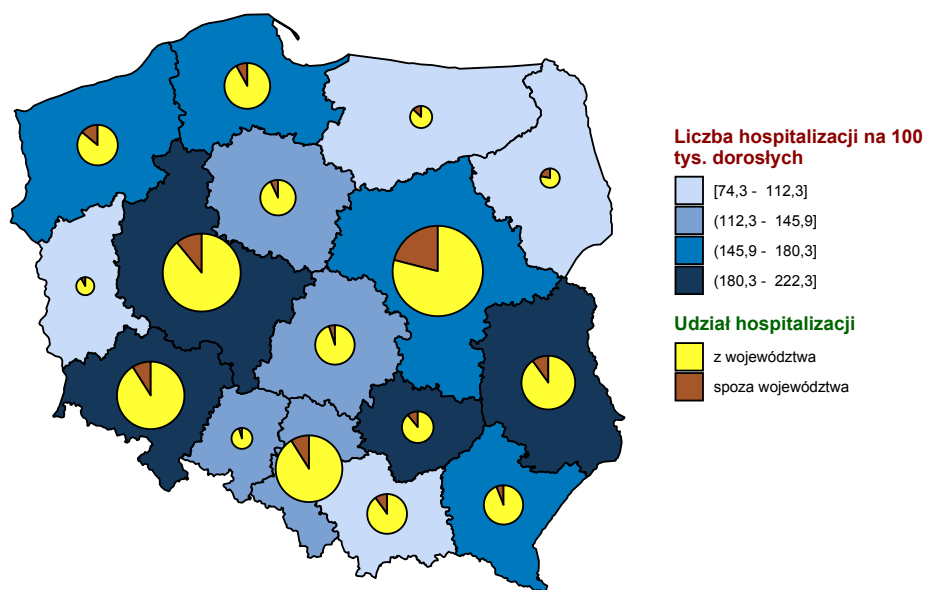 Liczba hospitalizacji na 100
tys. dorosłych
[74,3 - 112,3]
(112,3 - 145,9]
(145,9 - 180,3]
(180,3 - 222,3]
Udział hospitalizacji
z województwa
spoza województwa